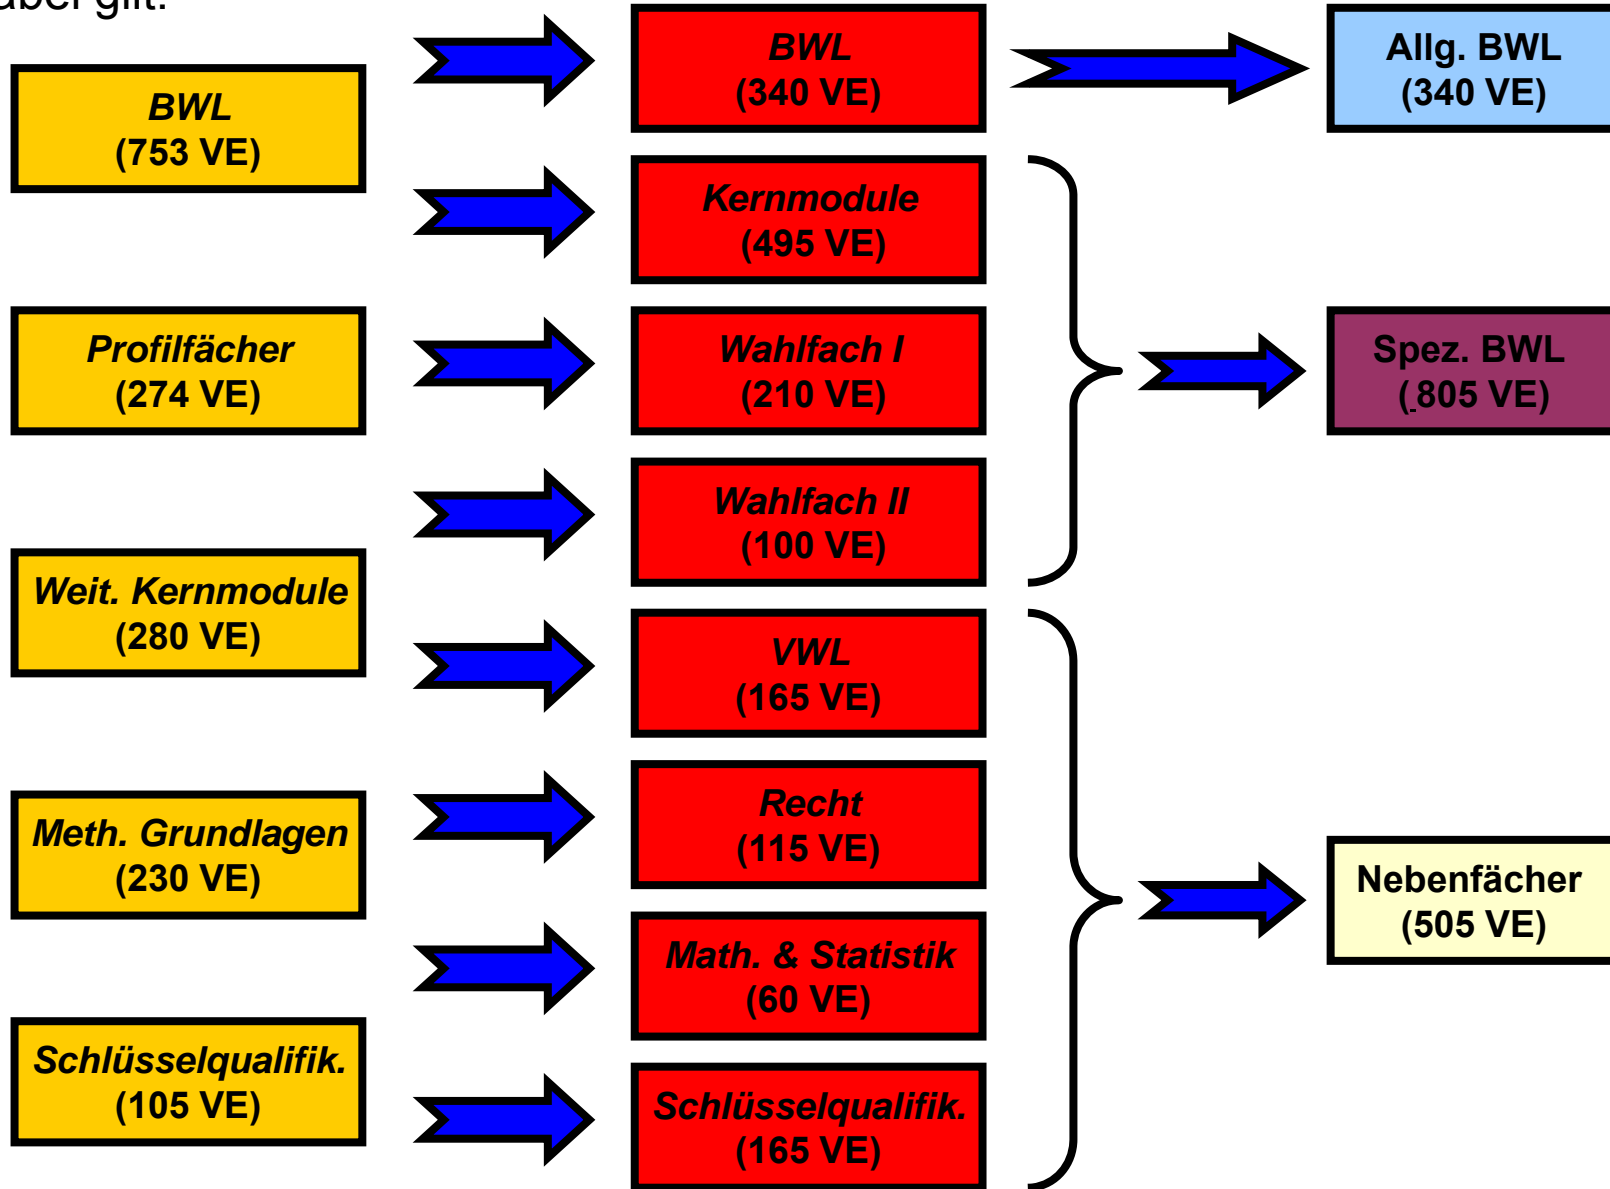 abei gilt:
BWL
(753 VE)
Profilfächer
(274 VE)
Weit. Kernmodule
(280 VE)
Meth. Grundlagen
(230 VE)
Schlüsselqualifik.
(105 VE)
BWL
(340 VE)
Kernmodule
(495 VE)
Wahlfach I
(210 VE)
Wahlfach II
(100 VE)
VWL
(165 VE)
Recht
(115 VE)
Math. & Statistik
(60 VE)
Schlüsselqualifik.
(165 VE)
Allg. BWL
(340 VE)
Spez. BWL
( 805 VE)
Nebenfächer
(505 VE)